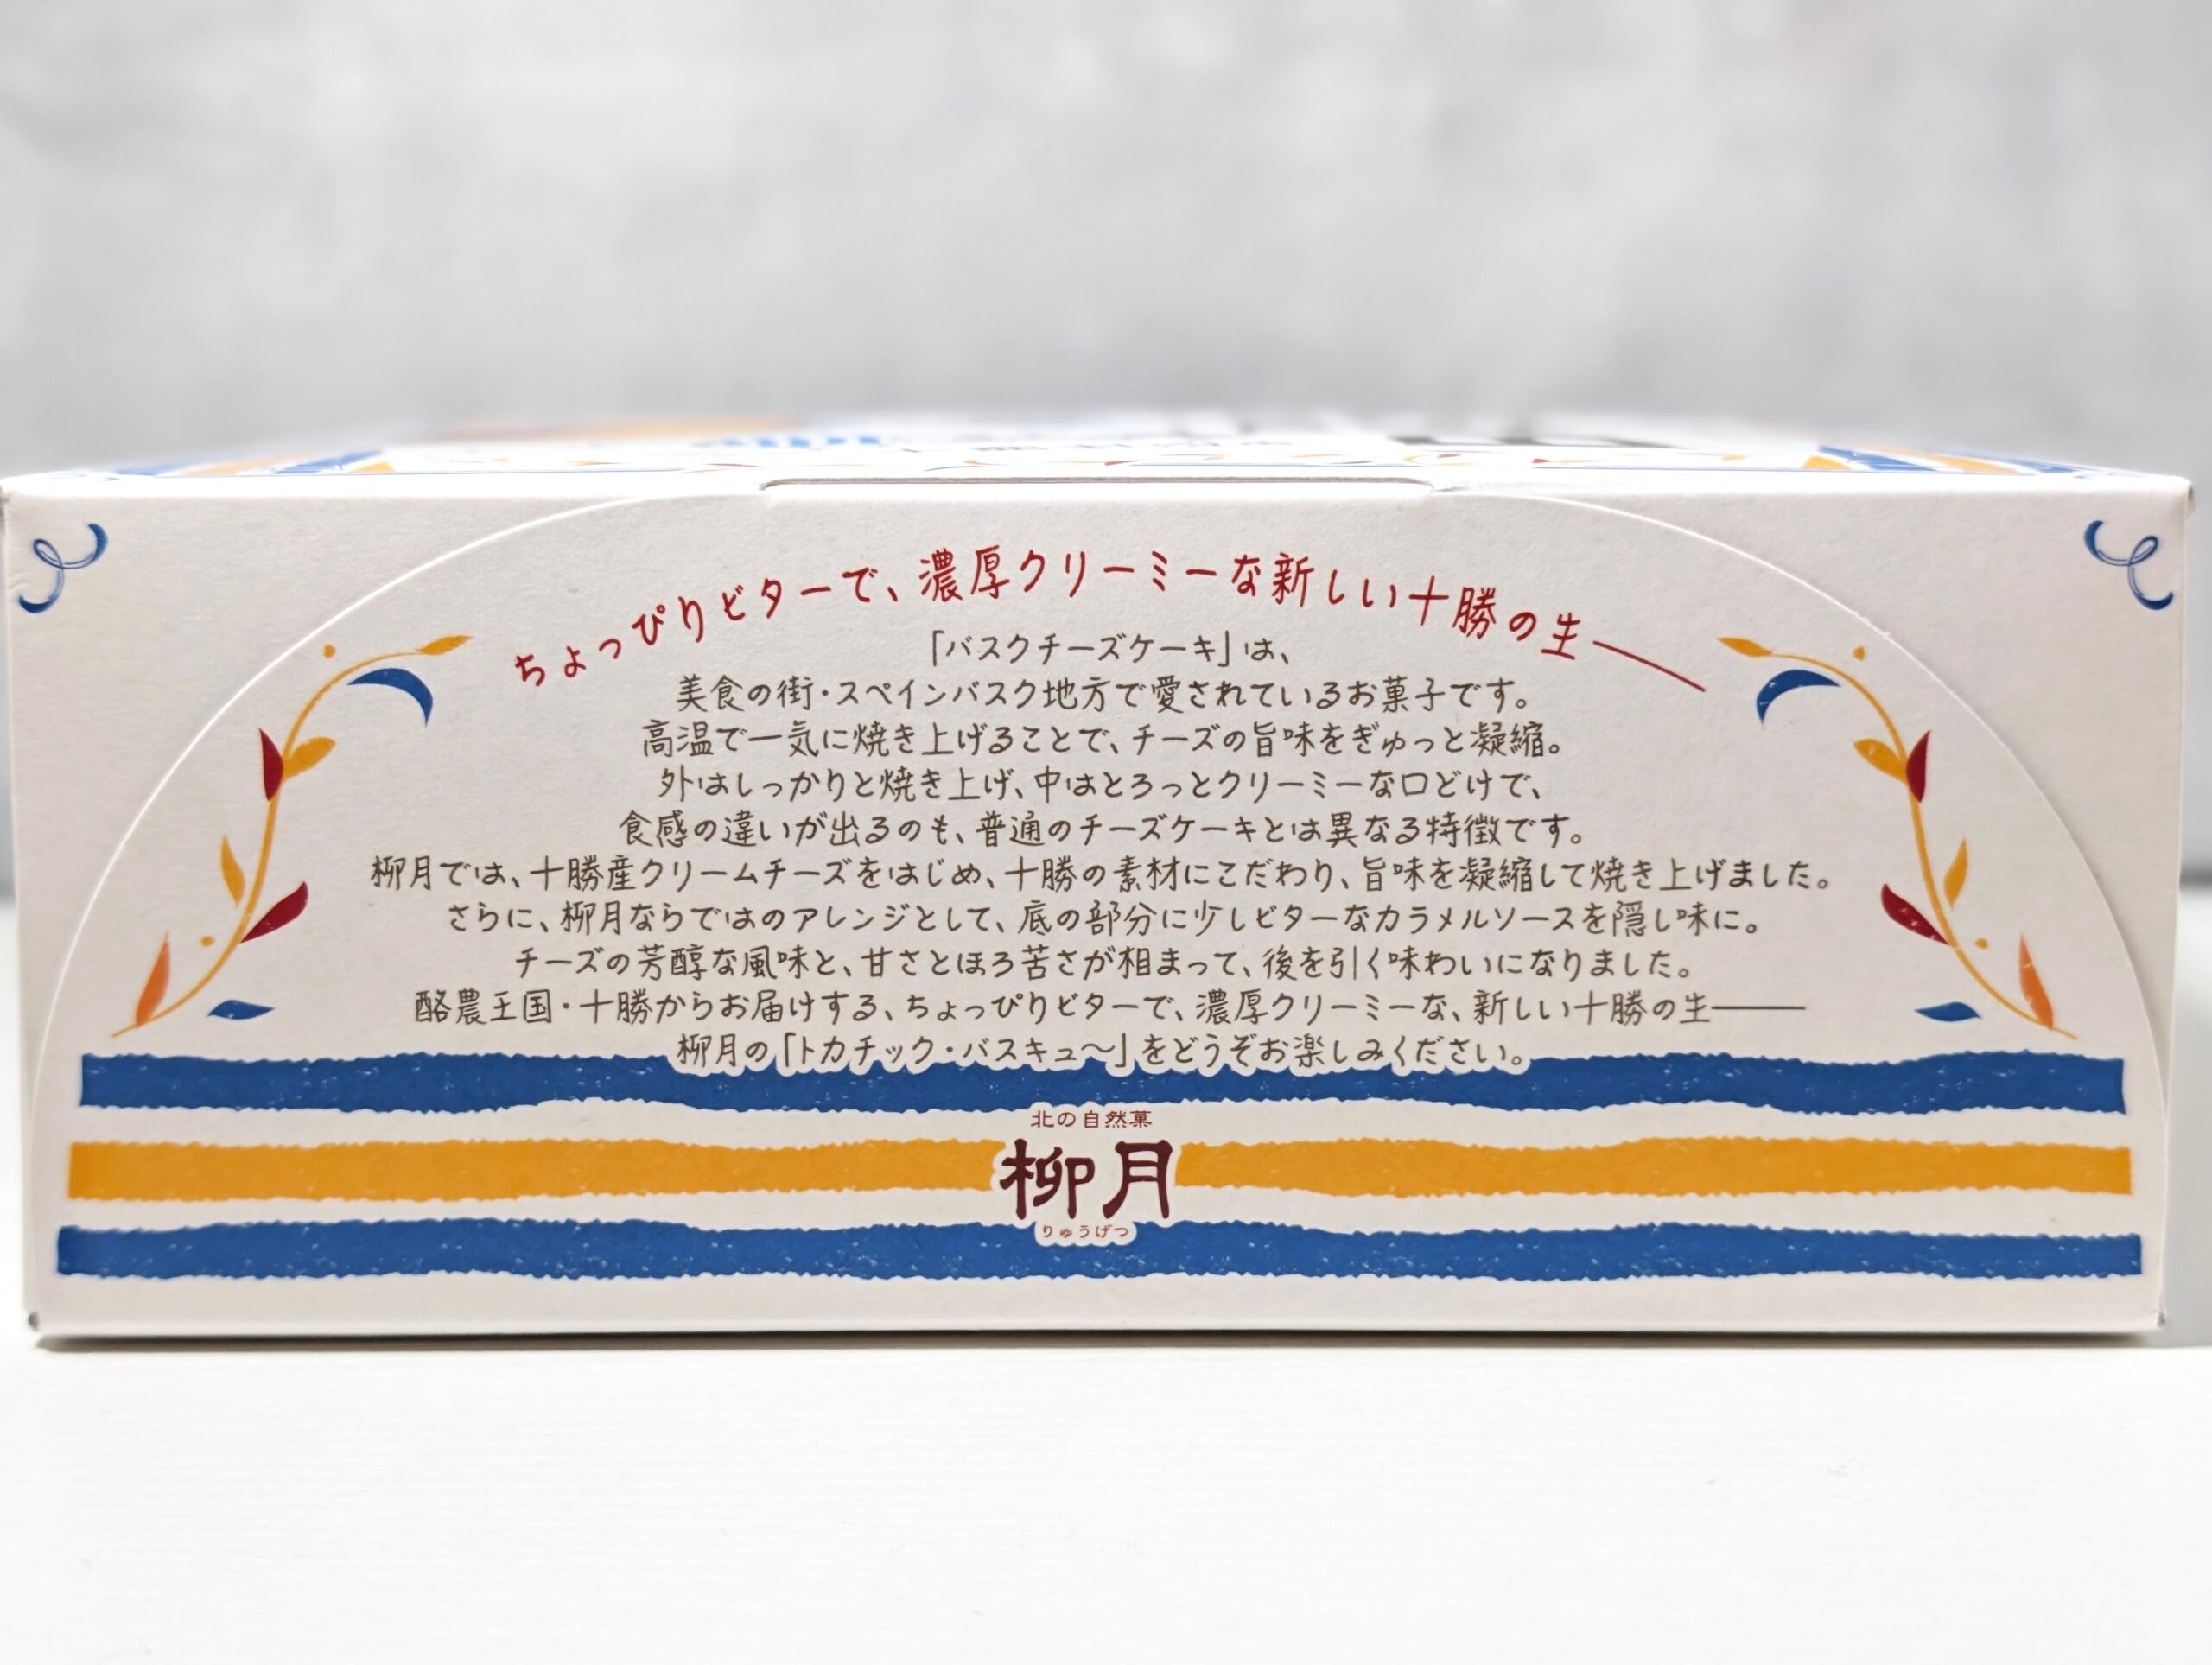 ちょっぴりビターで、濃厚クリーミーな新しい十勝の生――
「バスクチーズケーキ」は、
美食の街・スペインバスク地方で愛されているお菓子です。
高温で一気に焼き上げることで、チーズの旨味をぎゅっと凝縮。
外はしっかりと焼き上げ、中はとろっとクリーミーな口どけで、
食感の違いが出るのも、普通のチーズケーキとは異なる特徴です。
柳月では、十勝産クリームチーズをはじめ、十勝の素材にこだわり、旨味を凝縮して焼き上げました。
さらに、柳月ならではのアレンジとして、底の部分に少しビターなカラメルソースを隠し味に。
チーズの芳醇な風味と、甘さとほろ苦さが相まって、後を引く味わいになりました。
酪農王国・十勝からお届けする、ちょっぴりビターで、濃厚クリーミーな、新しい十勝の生――
柳月の「トカチック・バスキュ～」をどうぞお楽しみください。
北の自然菓
柳月
りゅうげつ